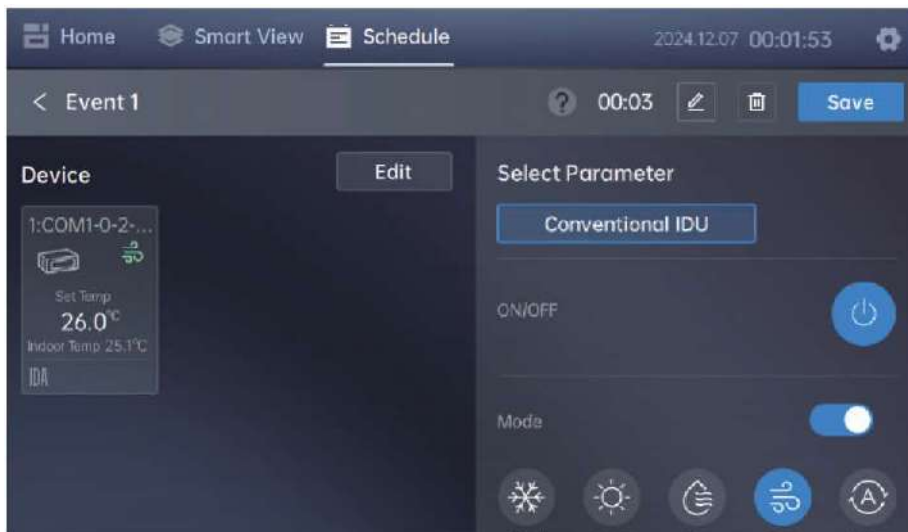 Home Smart View Schedule 2024.12.07 00:01:53
< Event 1 ? 00:03 Save
Device Edit
1:COM1-0-2-...
Set Temp
26.0°C
Indoor Temp 25.1°C
IDA
Select Parameter
Conventional IDU
ON/OFF
Mode
A